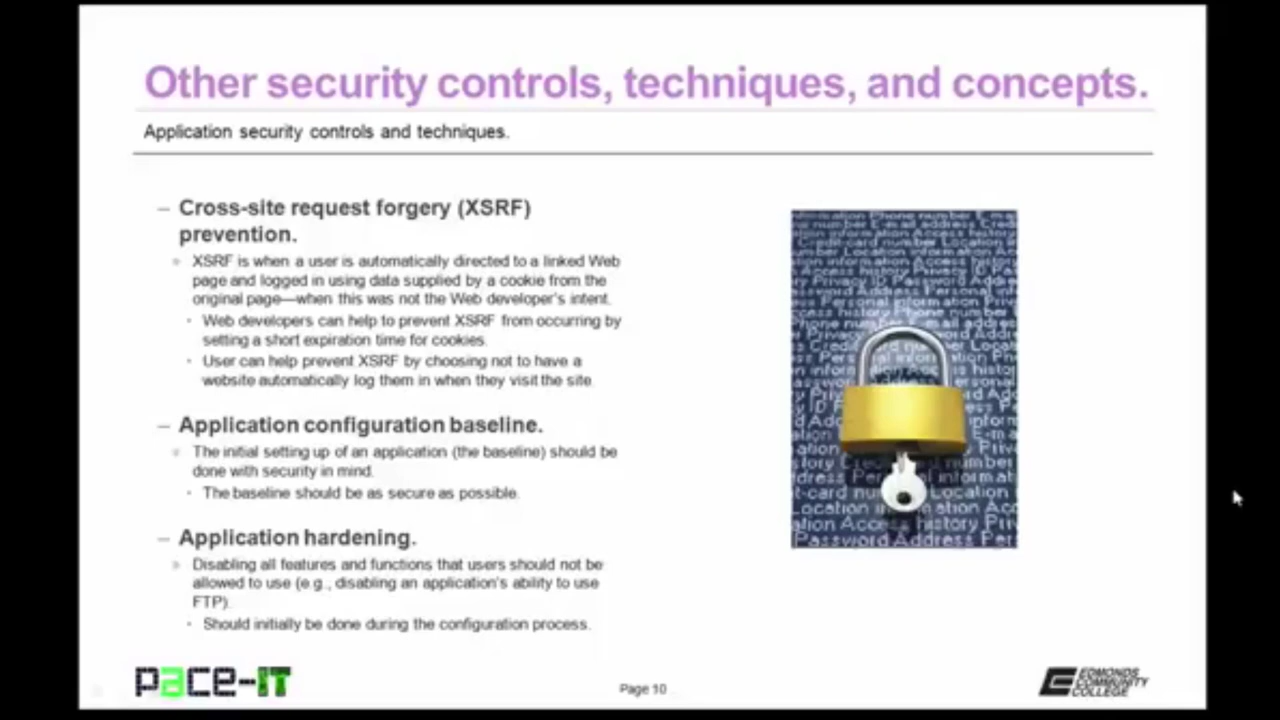 Other security controls, techniques, and concepts.
Application security controls and techniques.
– Cross-site request forgery (XSRF)
prevention.
» XSRF is when a user is automatically directed to a linked Web
page and logged in using data supplied by a cookie from the
original page—when this was not the Web developer's intent.
• Web developers can help to prevent XSRF from occurring by
setting a short expiration time for cookies.
• User can help prevent XSRF by choosing not to have a
website automatically log them in when they visit the site.
– Application configuration baseline.
» The initial setting up of an application (the baseline) should be
done with security in mind.
• The baseline should be as secure as possible.
– Application hardening.
» Disabling all features and functions that users should not be
allowed to use (e.g., disabling an application's ability to use
FTP).
• Should initially be done during the configuration process.
pace-IT
Page 10
EDMONDS
COMMUNITY
COLLEGE